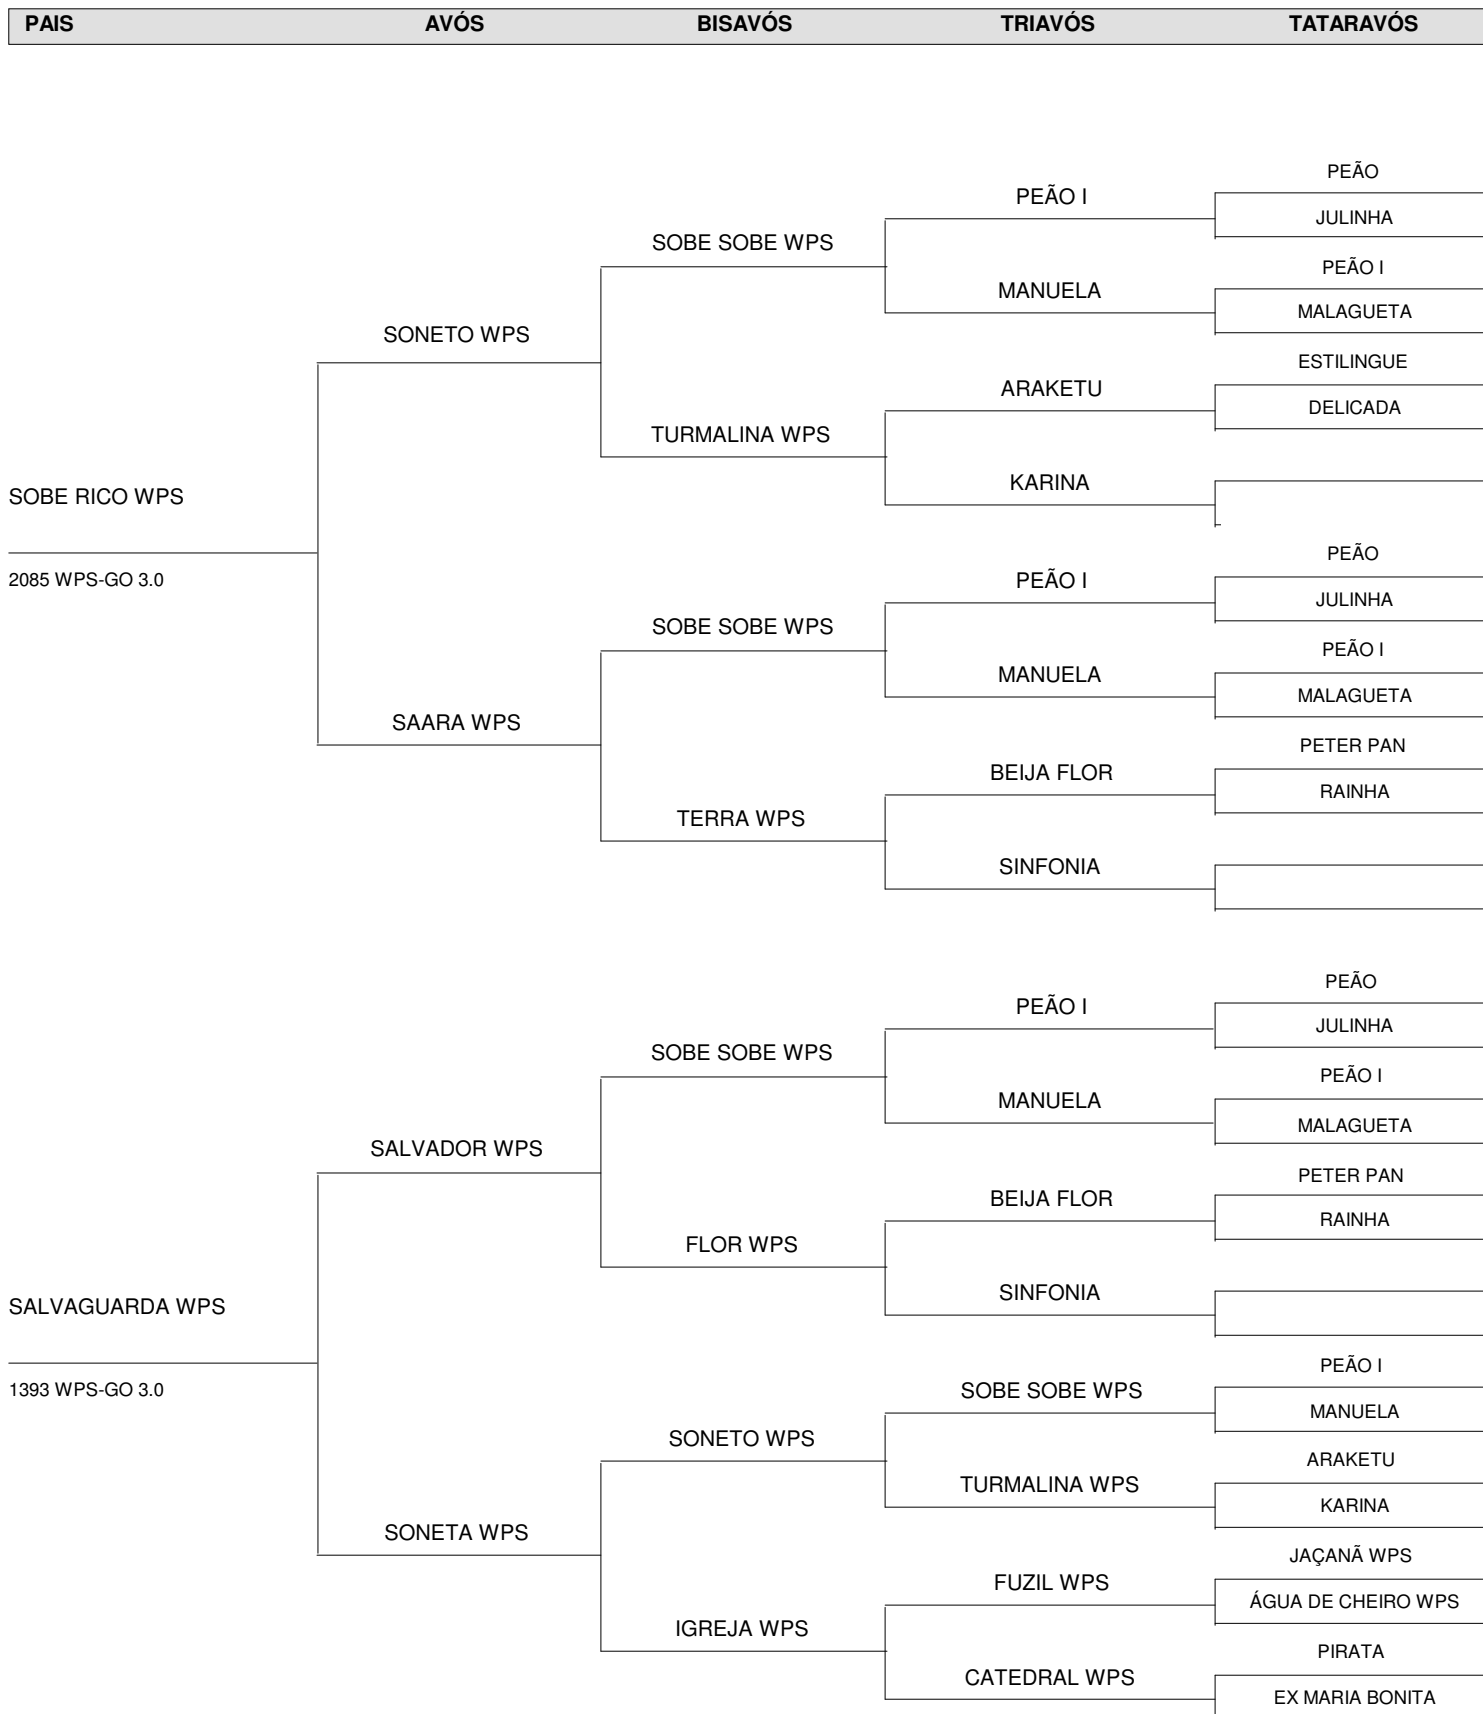 PAIS AVÓS BISAVÓS TRIAVÓS TATARAVÓS
PEÃO
PEÃO I
JULINHA
SOBE SOBE WPS
PEÃO I
MANUELA
MALAGUETA
SONETO WPS
ESTILINGUE
ARAKETU
DELICADA
TURMALINA WPS
KARINA
SOBE RICO WPS
2085 WPS-GO 3.0
PEÃO
PEÃO I
JULINHA
SOBE SOBE WPS
PEÃO I
MANUELA
MALAGUETA
SAARA WPS
PETER PAN
BEIJA FLOR
RAINHA
TERRA WPS
SINFONIA
PEÃO
PEÃO I
JULINHA
SOBE SOBE WPS
PEÃO I
MANUELA
MALAGUETA
SALVADOR WPS
PETER PAN
BEIJA FLOR
RAINHA
FLOR WPS
SINFONIA
SALVAGUARDA WPS
1393 WPS-GO 3.0
PEÃO I
SOBE SOBE WPS
MANUELA
SONETO WPS
ARAKETU
TURMALINA WPS
KARINA
SONETA WPS
JAÇANÃ WPS
FUZIL WPS
ÁGUA DE CHEIRO WPS
IGREJA WPS
PIRATA
CATEDRAL WPS
EX MARIA BONITA